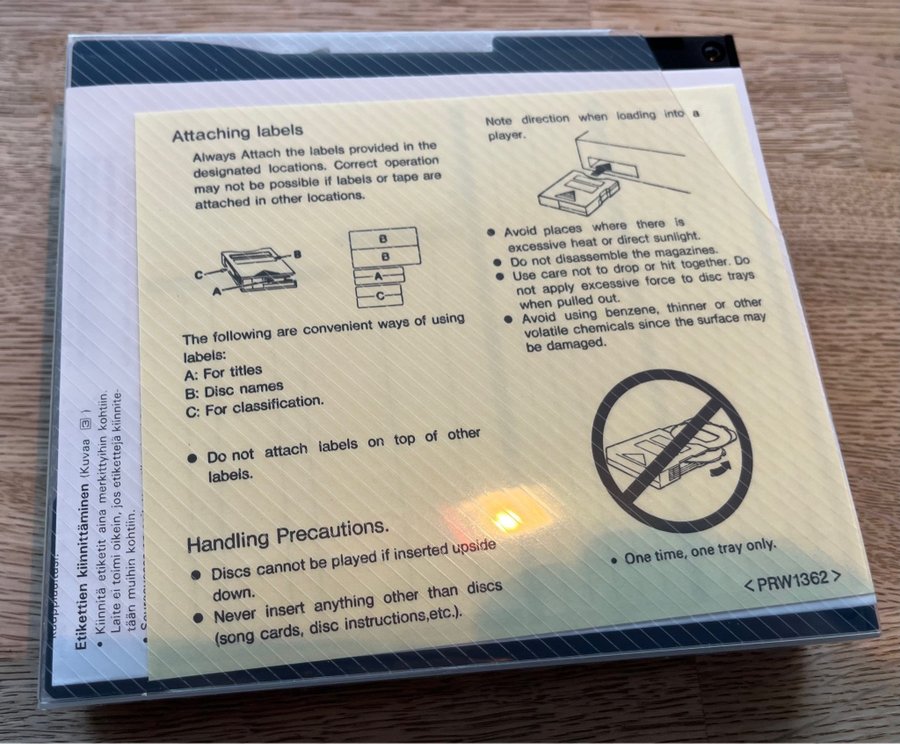 Attaching labels
Always Attach the labels provided in the
designated locations. Correct operation
may not be possible if labels or tape are
attached in other locations.
C
B
A
B
B
A
C
The following are convenient ways of using
labels:
A: For titles
B: Disc names
C: For classification.
● Do not attach labels on top of other
labels.
Handling Precautions.
● Discs cannot be played if inserted upside
down.
● Never insert anything other than discs
(song cards, disc instructions,etc.).
Note direction when loading into a
player.
● Avoid places where there is
excessive heat or direct sunlight.
● Do not disassemble the magazines.
● Use care not to drop or hit together. Do
not apply excessive force to disc trays
when pulled out.
● Avoid using benzene, thinner or other
volatile chemicals since the surface may
be damaged.
● One time, one tray only.
<PRW1362>
Etikettien kiinnittäminen (Kuvaa 3)
• Kiinnitä etiketit aina merkittyihin kohtiin.
Laite ei toimi oikein, jos etikettejä kiinnite-
tään muihin kohtiin.